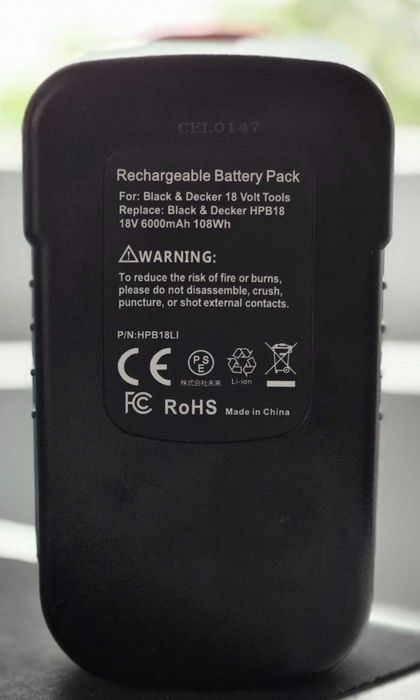 CEL0147
Rechargeable Battery Pack
For: Black & Decker 18 Volt Tools
Replace: Black & Decker HPB18
18V 6000mAh 108Wh
WARNING:
To reduce the risk of fire or burns,
please do not disassemble, crush,
puncture, or shot external contacts.
P/N:HPB18LI
CE PSE
株式会社未来 Li-ion
FC RoHS Made in China